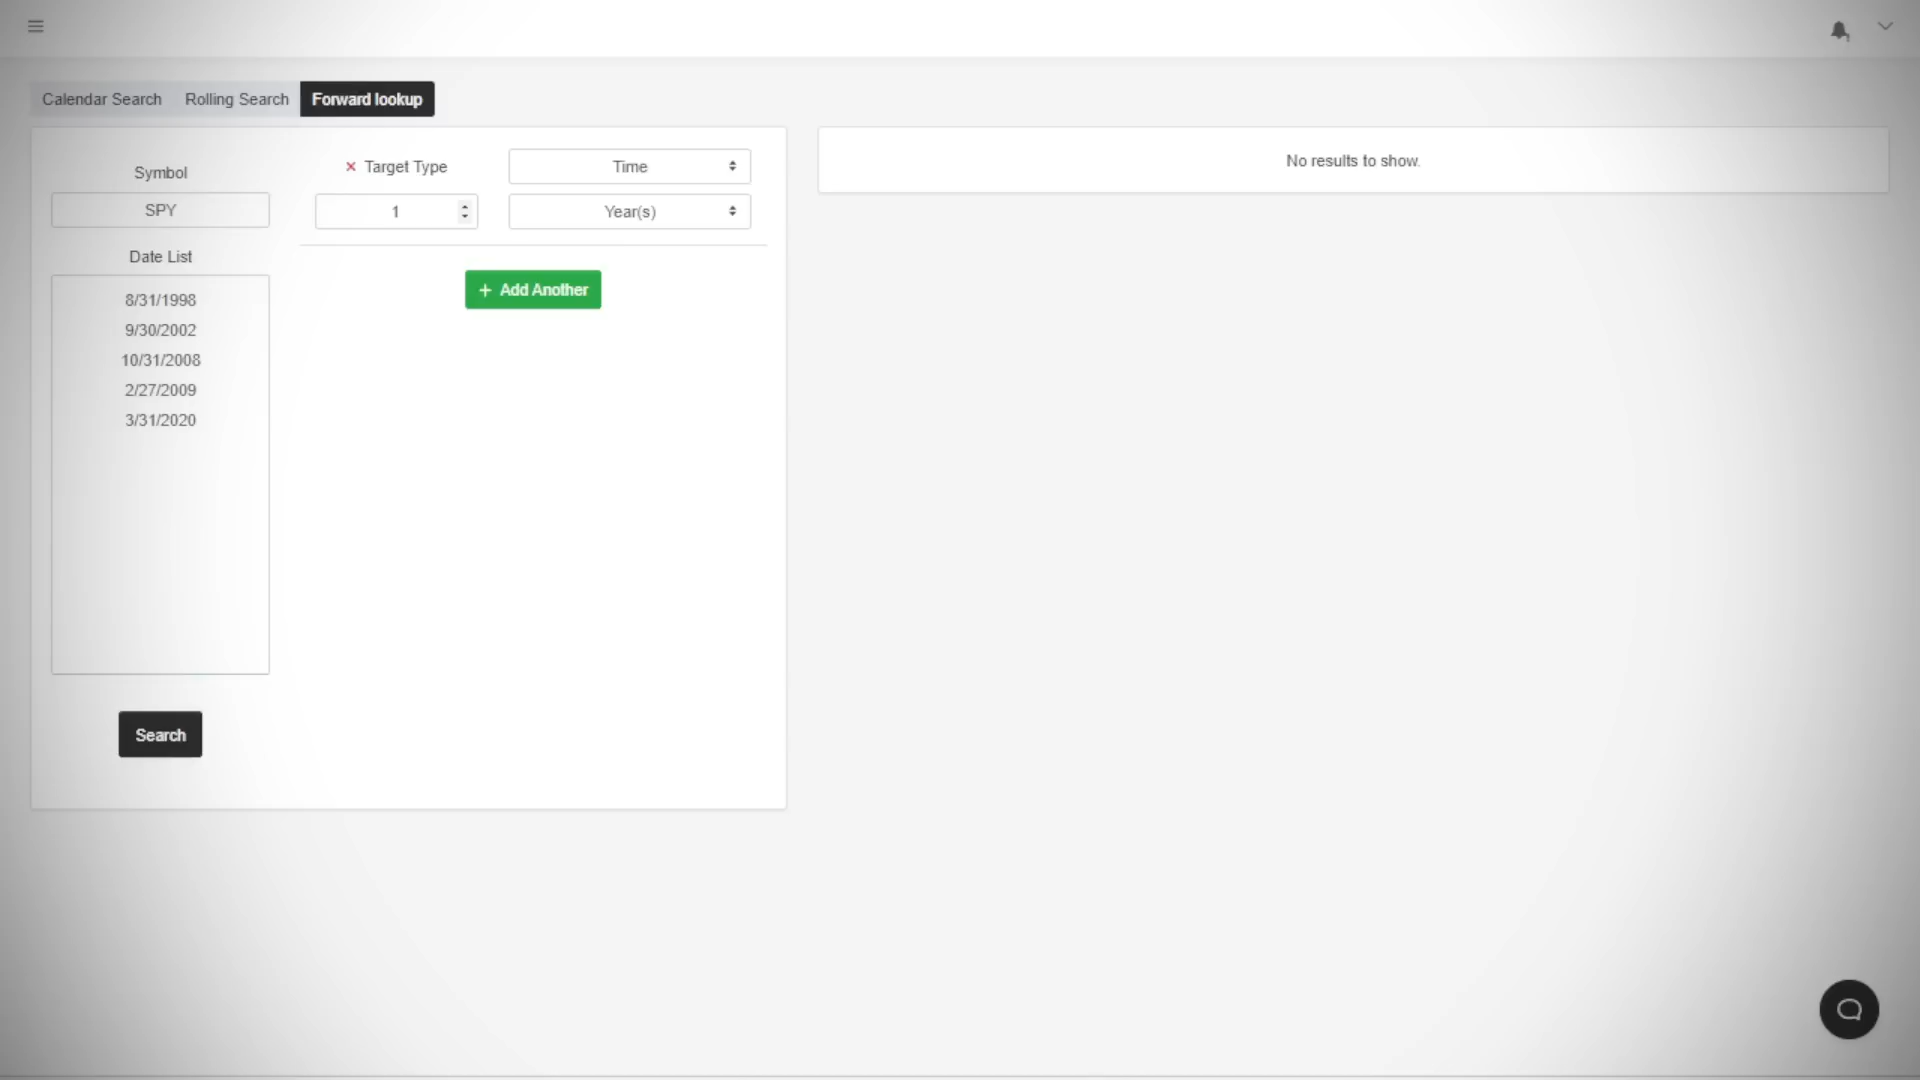 Calendar Search Rolling Search Forward lookup
Symbol
SPY
Date List
8/31/1998
9/30/2002
10/31/2008
2/27/2009
3/31/2020
Search
× Target Type Time
1 Year(s)
+ Add Another
No results to show.